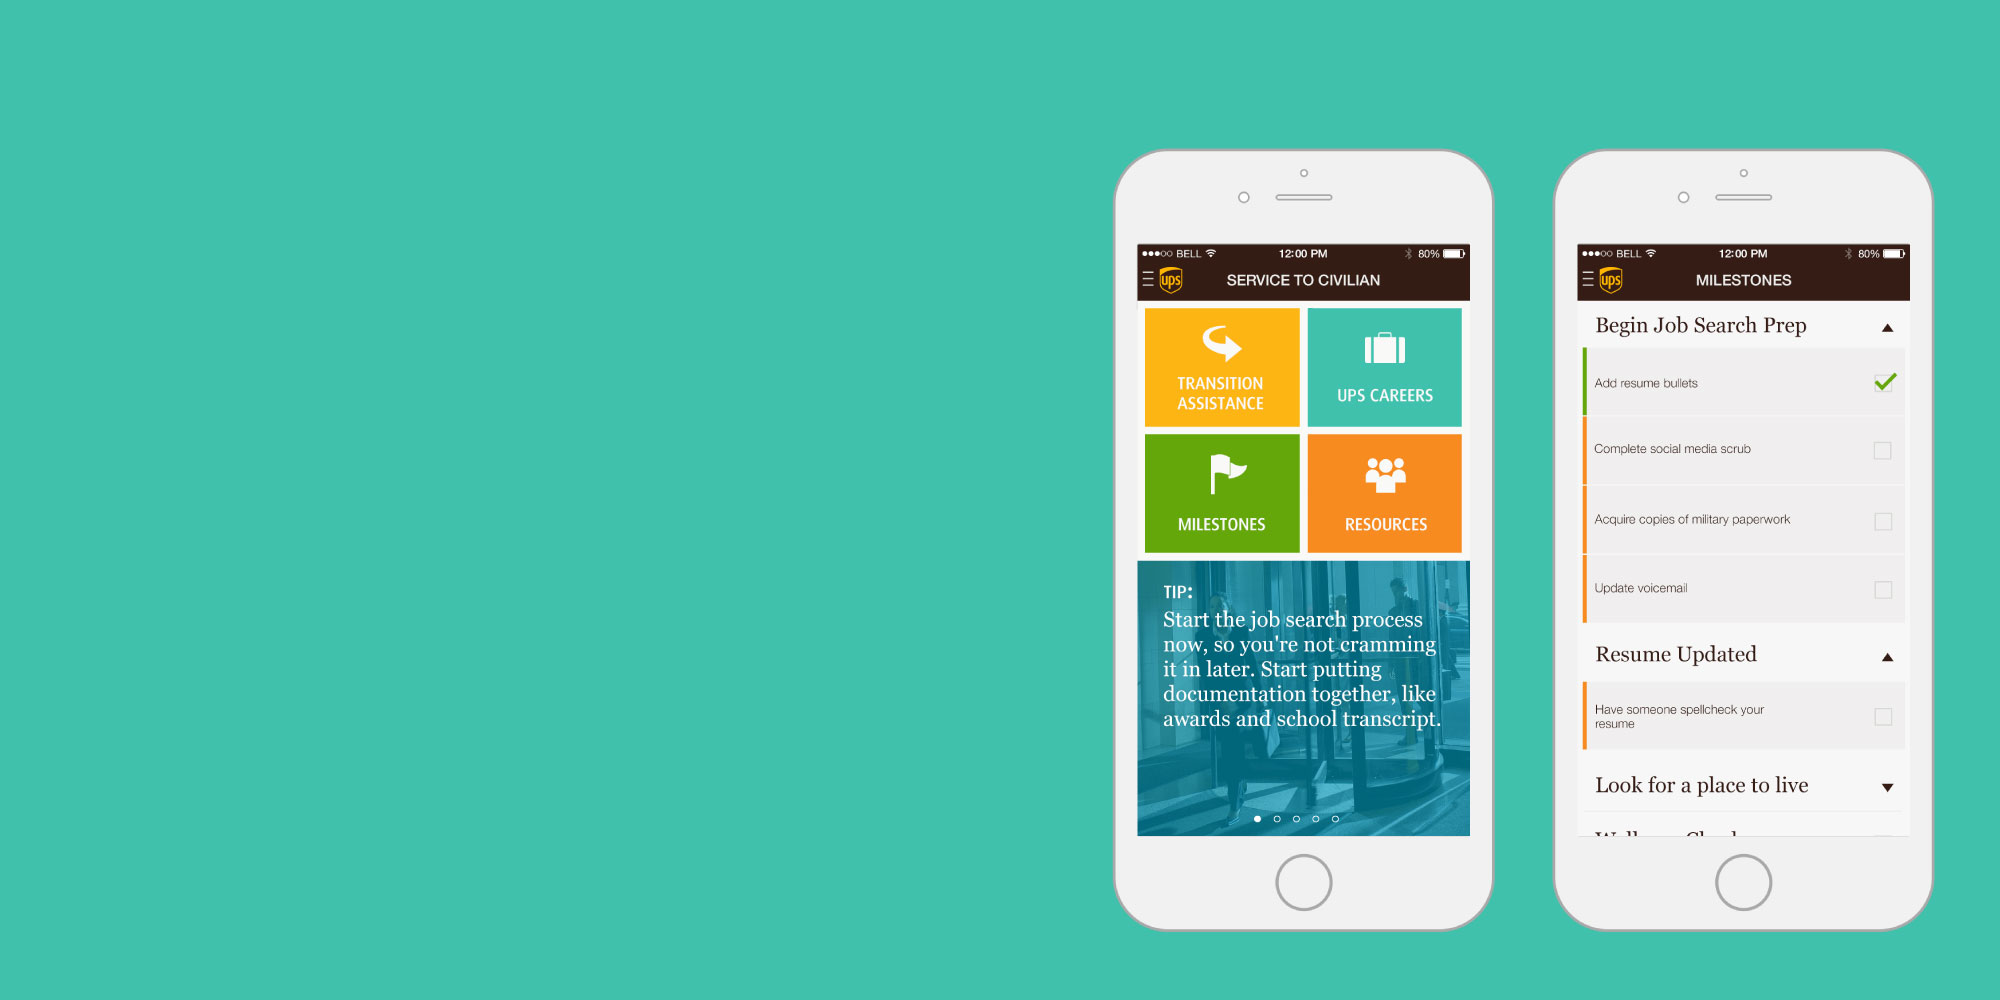 BELL
12:00 PM
80%
ups
SERVICE TO CIVILIAN
TRANSITION
ASSISTANCE
UPS CAREERS
MILESTONES
RESOURCES
TIP:
Start the job search process
now, so you're not cramming
it in later. Start putting
documentation together, like
awards and school transcript.
BELL
12:00 PM
80%
ups
MILESTONES
Begin Job Search Prep
Add resume bullets
Complete social media scrub
Acquire copies of military paperwork
Update voicemail
Resume Updated
Have someone spellcheck your
resume
Look for a place to live